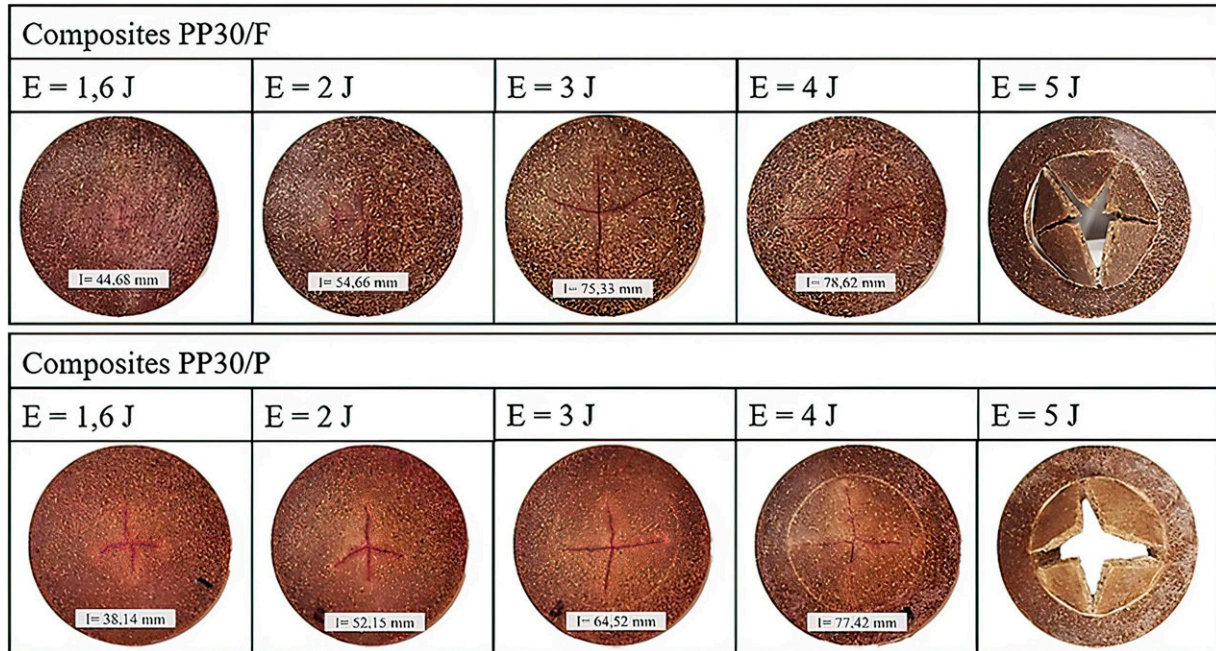 Composites PP30/F
E = 1,6 J
E = 2 J
E = 3 J
E = 4 J
E = 5 J
l= 44,68 mm
l= 54,66 mm
l= 75,33 mm
l= 78,62 mm
Composites PP30/P
E = 1,6 J
E = 2 J
E = 3 J
E = 4 J
E = 5 J
l= 38,14 mm
l= 52,15 mm
l= 64,52 mm
l= 77,42 mm